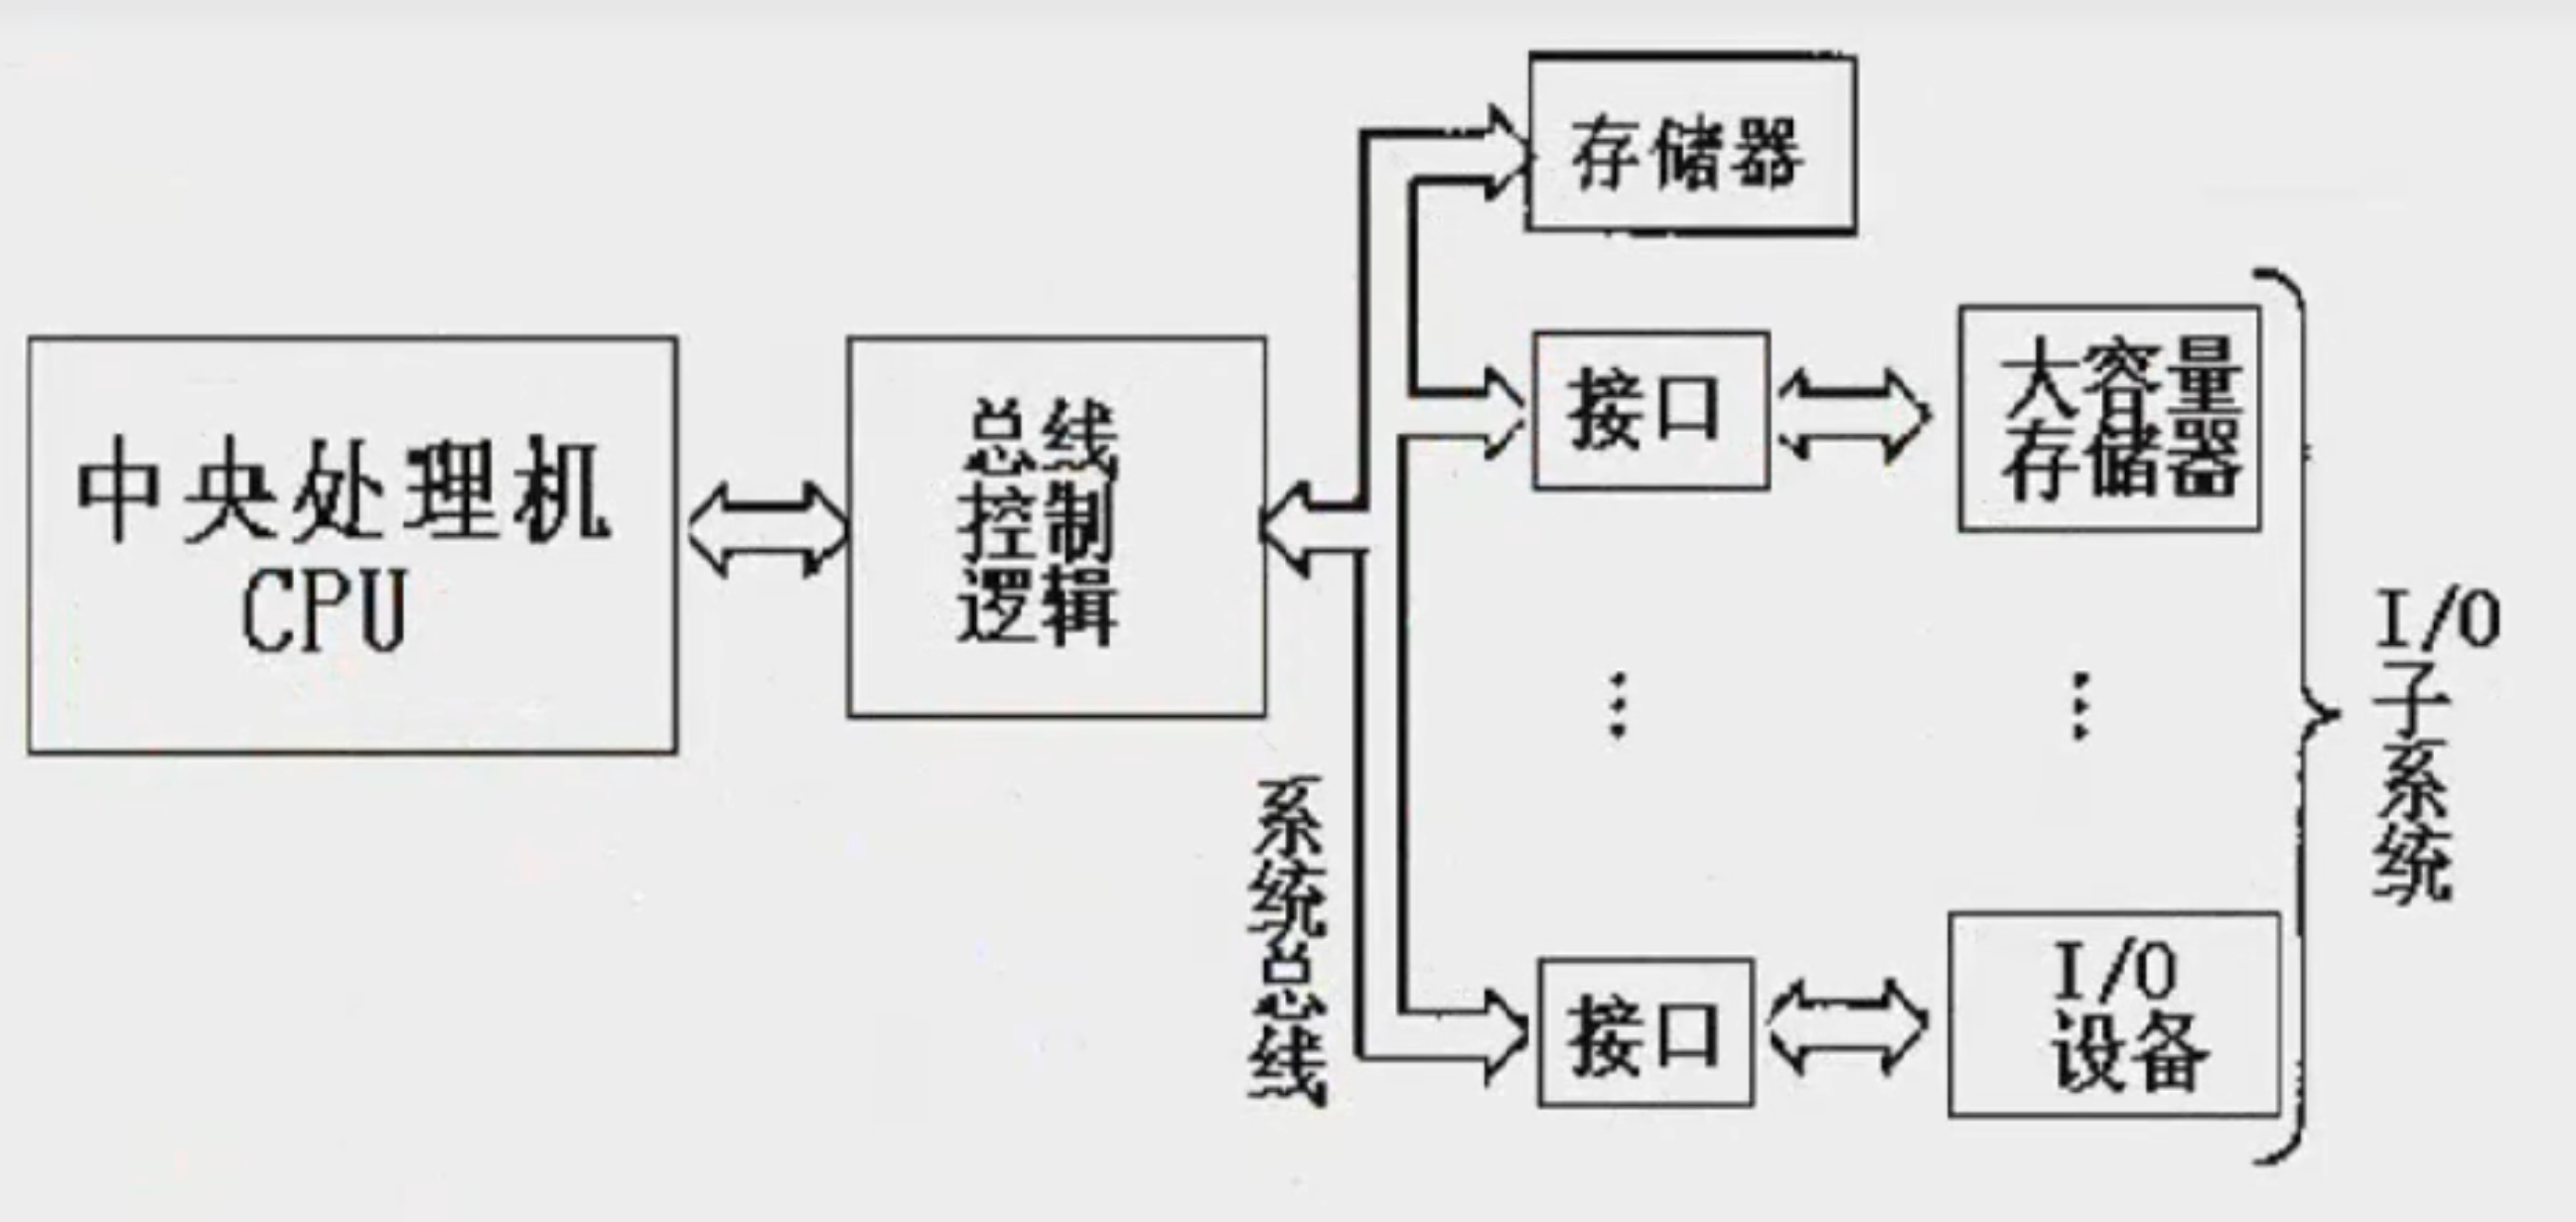 存储器
中央处理机
CPU
总线
控制
逻辑
接口
大容量
存储器
系统总线
接口
I/O
设备
I/O
子系统